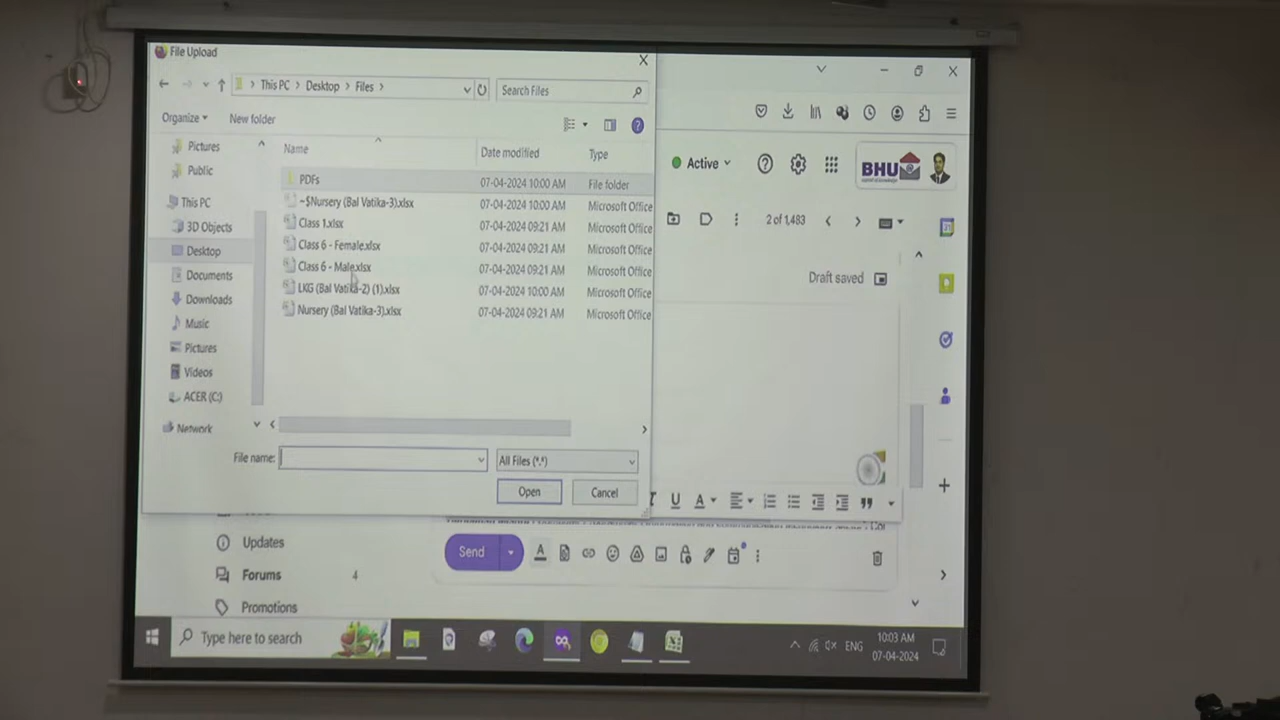 File Upload
This PC > Desktop > Files >
Search Files
Organize
New folder
Name
Date modified
Type
Pictures
Public
This PC
3D Objects
Desktop
Documents
Downloads
Music
Pictures
Videos
ACER (C:)
Network
PDFs 07-04-2024 10:00 AM File folder
~$Nursery (Bal Vatika-3).xlsx 07-04-2024 10:00 AM Microsoft Office
Class 1.xlsx 07-04-2024 09:21 AM Microsoft Office
Class 6 - Female.xlsx 07-04-2024 09:21 AM Microsoft Office
Class 6 - Male.xlsx 07-04-2024 09:21 AM Microsoft Office
LKG (Bal Vatika-2) (1).xlsx 07-04-2024 10:00 AM Microsoft Office
Nursery (Bal Vatika-3).xlsx 07-04-2024 09:21 AM Microsoft Office
File name:
All Files (*.*)
Open
Cancel
Active
BHU
2 of 1,483
Draft saved
Send
Updates
Forums 4
Promotions
Type here to search
ENG
10:03 AM
07-04-2024